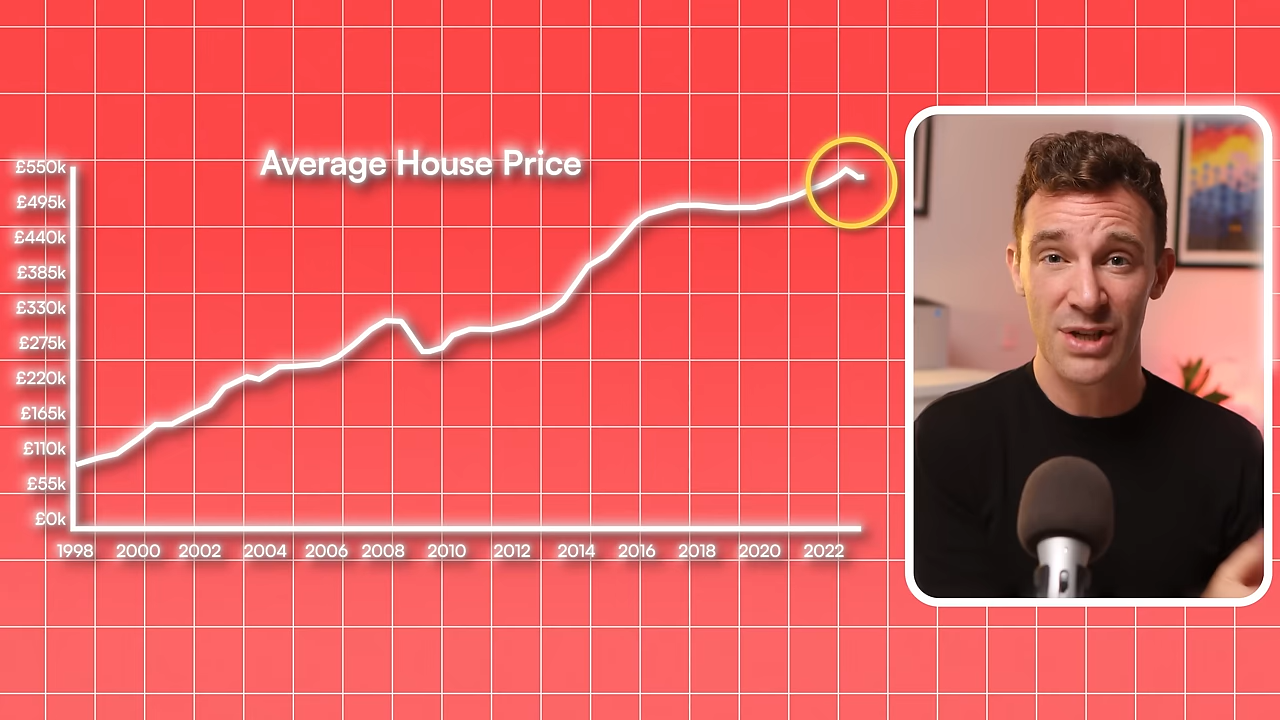 Average House Price
£550k
£495k
£440k
£385k
£330k
£275k
£220k
£165k
£110k
£55k
£0k
1998 2000 2002 2004 2006 2008 2010 2012 2014 2016 2018 2020 2022